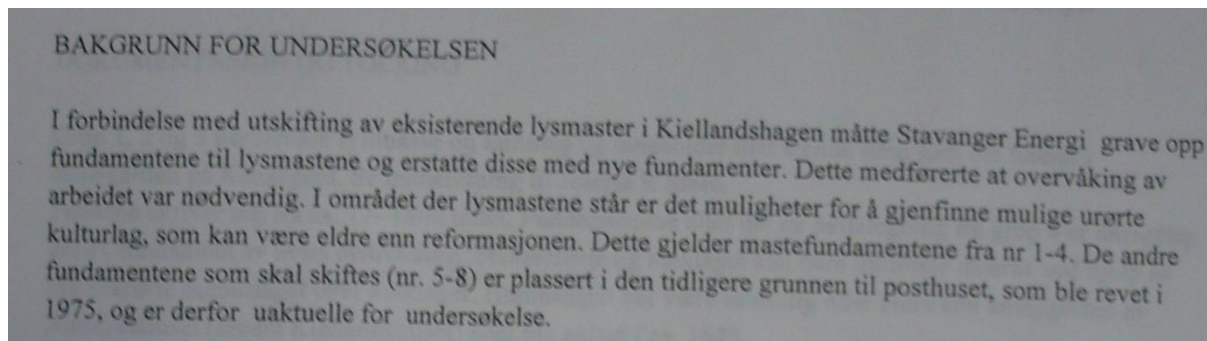 BAKGRUNN FOR UNDERSØKELSEN
I forbindelse med utskifting av eksisterende lysmaster i Kiellandshagen måtte Stavanger Energi grave opp
fundamentene til lysmastene og erstatte disse med nye fundamenter. Dette medførerte at overvåking av
arbeidet var nødvendig. I området der lysmastene står er det muligheter for å gjenfinne mulige urørte
kulturlag, som kan være eldre enn reformasjonen. Dette gjelder mastefundamentene fra nr 1-4. De andre
fundamentene som skal skiftes (nr. 5-8) er plassert i den tidligere grunnen til posthuset, som ble revet i
1975, og er derfor uaktuelle for undersøkelse.